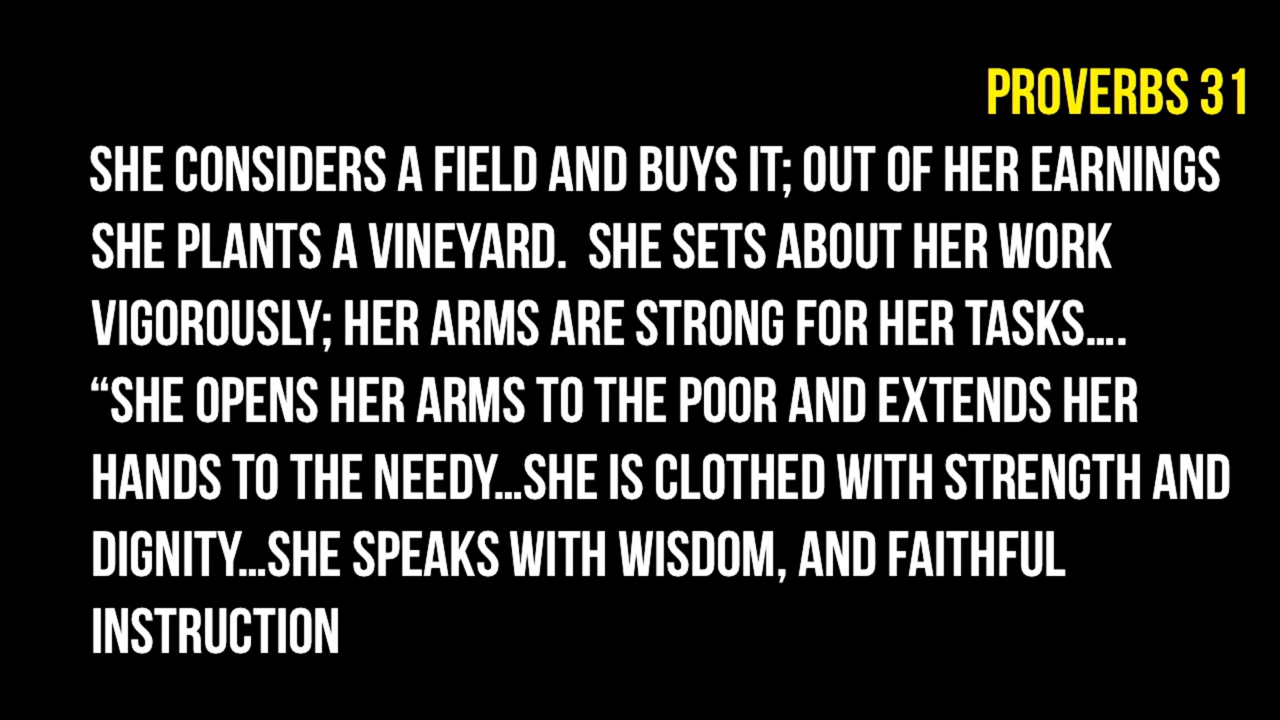 PROVERBS 31
SHE CONSIDERS A FIELD AND BUYS IT; OUT OF HER EARNINGS
SHE PLANTS A VINEYARD.  SHE SETS ABOUT HER WORK
VIGOROUSLY; HER ARMS ARE STRONG FOR HER TASKS….
“SHE OPENS HER ARMS TO THE POOR AND EXTENDS HER
HANDS TO THE NEEDY…SHE IS CLOTHED WITH STRENGTH AND
DIGNITY…SHE SPEAKS WITH WISDOM, AND FAITHFUL
INSTRUCTION